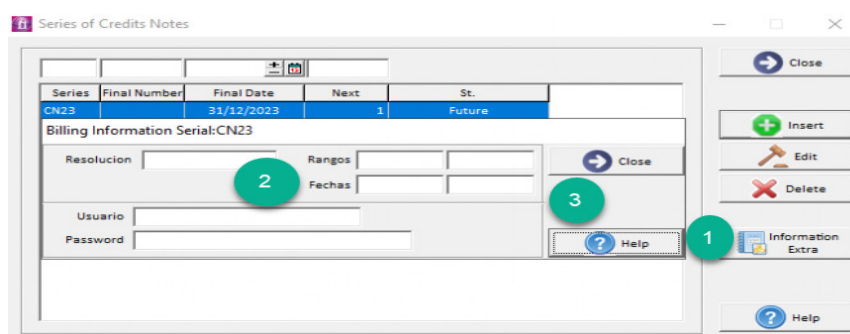 Series of Credits Notes
Close
Series Final Number Final Date Next St.
CN23 31/12/2023 1 Future
Insert
Billing Information Serial:CN23
Resolucion Rangos Close Edit
2 Fechas Delete
3
Usuario
Password Help 1 Information Extra
Help